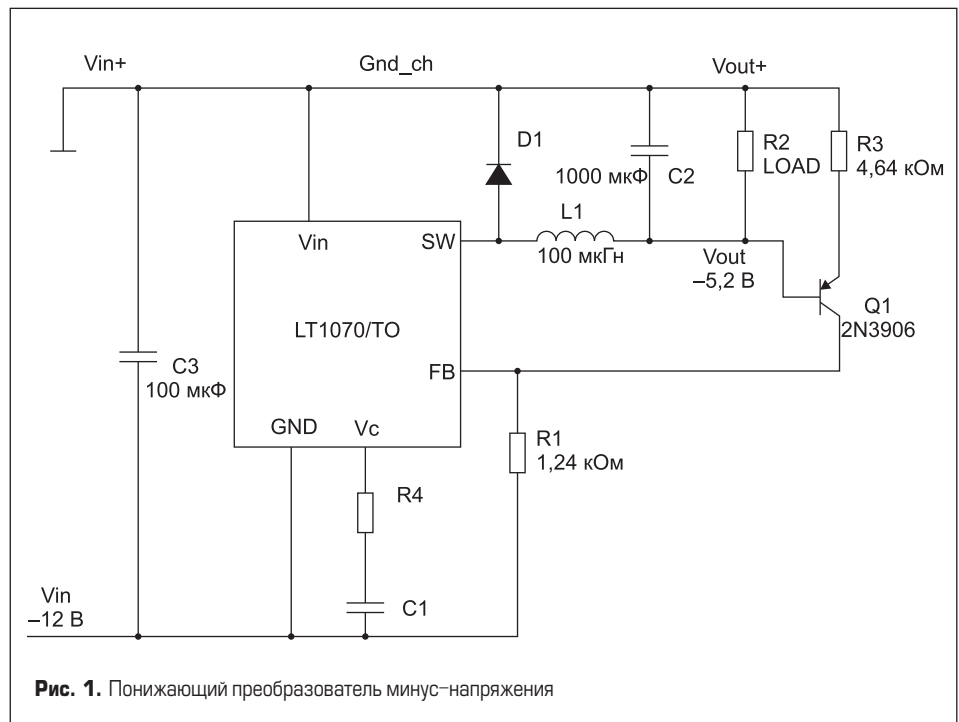 Vin+
Gnd_ch
Vout+
D1
1000 мкФ
C2
R2
LOAD
R3
4,64 кОм
L1
100 мкГн
Vin
SW
Vout
–5,2 В
LT1070/TO
Q1
2N3906
C3
100 мкФ
FB
GND
Vc
R1
1,24 кОм
R4
Vin
–12 В
C1
Рис. 1. Понижающий преобразователь минус-напряжения